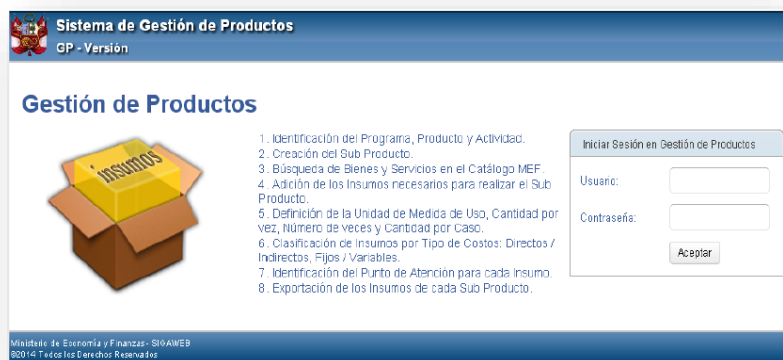 Sistema de Gestión de Productos
GP - Versión
Gestión de Productos
insumos
1. Identificación del Programa, Producto y Actividad.
2. Creación del Sub Producto.
3. Búsqueda de Bienes y Servicios en el Catálogo MEF.
4. Adición de los Insumos necesarios para realizar el Sub
Producto.
5. Definición de la Unidad de Medida de Uso, Cantidad por
vez, Número de veces y Cantidad por Caso.
6. Clasificación de Insumos por Tipo de Costos: Directos /
Indirectos, Fijos / Variables.
7. Identificación del Punto de Atención para cada Insumo.
8. Exportación de los Insumos de cada Sub Producto.
Iniciar Sesión en Gestión de Productos
Usuario:
Contraseña:
Aceptar
Ministerio de Economía y Finanzas - SIGAWEB
©2014 Todos los Derechos Reservados